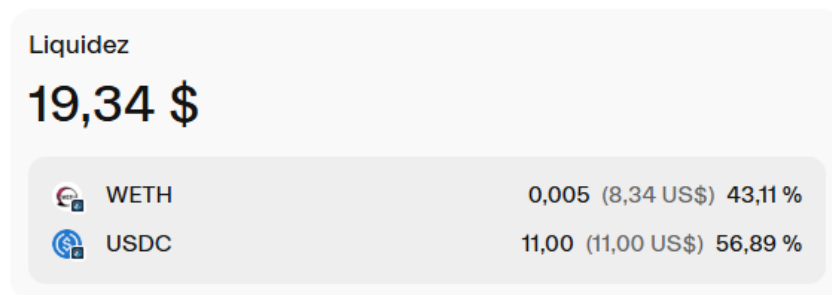 Liquidez
19,34 $
WETH 0,005 (8,34 US$) 43,11 %
USDC 11,00 (11,00 US$) 56,89 %